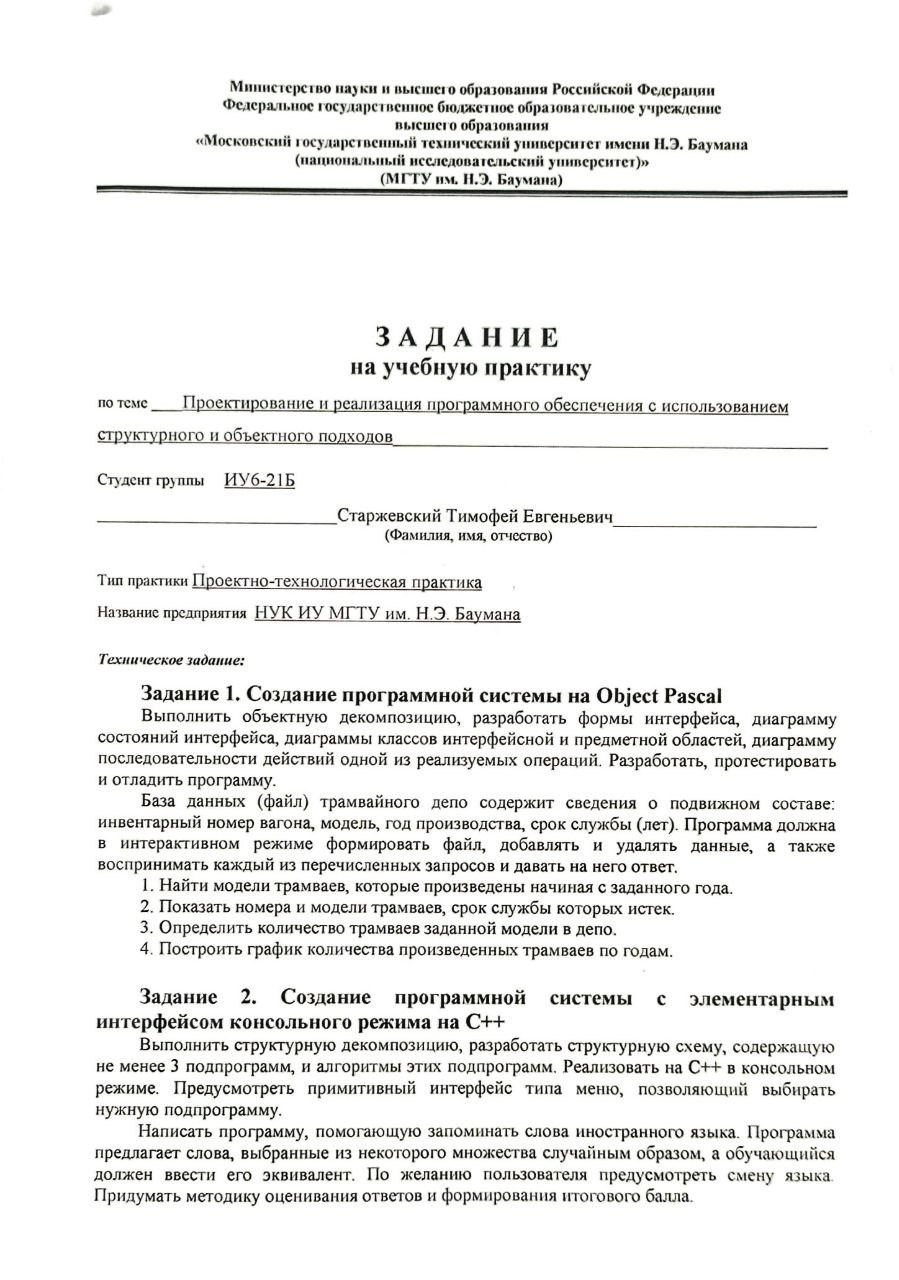 Министерство науки и высшего образования Российской Федерации
Федеральное государственное бюджетное образовательное учреждение
высшего образования
«Московский государственный технический университет имени Н.Э. Баумана
(национальный исследовательский университет)»
(МГТУ им. Н.Э. Баумана)
ЗАДАНИЕ
на учебную практику
по теме ___Проектирование и реализация программного обеспечения с использованием
структурного и объектного подходов
Студент группы ИУ6-21Б
Старжевский Тимофей Евгеньевич
(Фамилия, имя, отчество)
Тип практики Проектно-технологическая практика
Название предприятия НУК ИУ МГТУ им. Н.Э. Баумана
Техническое задание:
Задание 1. Создание программной системы на Object Pascal
Выполнить объектную декомпозицию, разработать формы интерфейса, диаграмму
состояний интерфейса, диаграммы классов интерфейсной и предметной областей, диаграмму
последовательности действий одной из реализуемых операций. Разработать, протестировать
и отладить программу.
База данных (файл) трамвайного депо содержит сведения о подвижном составе:
инвентарный номер вагона, модель, год производства, срок службы (лет). Программа должна
в интерактивном режиме формировать файл, добавлять и удалять данные, а также
воспринимать каждый из перечисленных запросов и давать на него ответ.
1. Найти модели трамваев, которые произведены начиная с заданного года.
2. Показать номера и модели трамваев, срок службы которых истек.
3. Определить количество трамваев заданной модели в депо.
4. Построить график количества произведенных трамваев по годам.
Задание 2. Создание программной системы с элементарным
интерфейсом консольного режима на C++
Выполнить структурную декомпозицию, разработать структурную схему, содержащую
не менее 3 подпрограмм, и алгоритмы этих подпрограмм. Реализовать на C++ в консольном
режиме. Предусмотреть примитивный интерфейс типа меню, позволяющий выбирать
нужную подпрограмму.
Написать программу, помогающую запоминать слова иностранного языка. Программа
предлагает слова, выбранные из некоторого множества случайным образом, а обучающийся
должен ввести его эквивалент. По желанию пользователя предусмотреть смену языка.
Придумать методику оценивания ответов и формирования итогового балла.